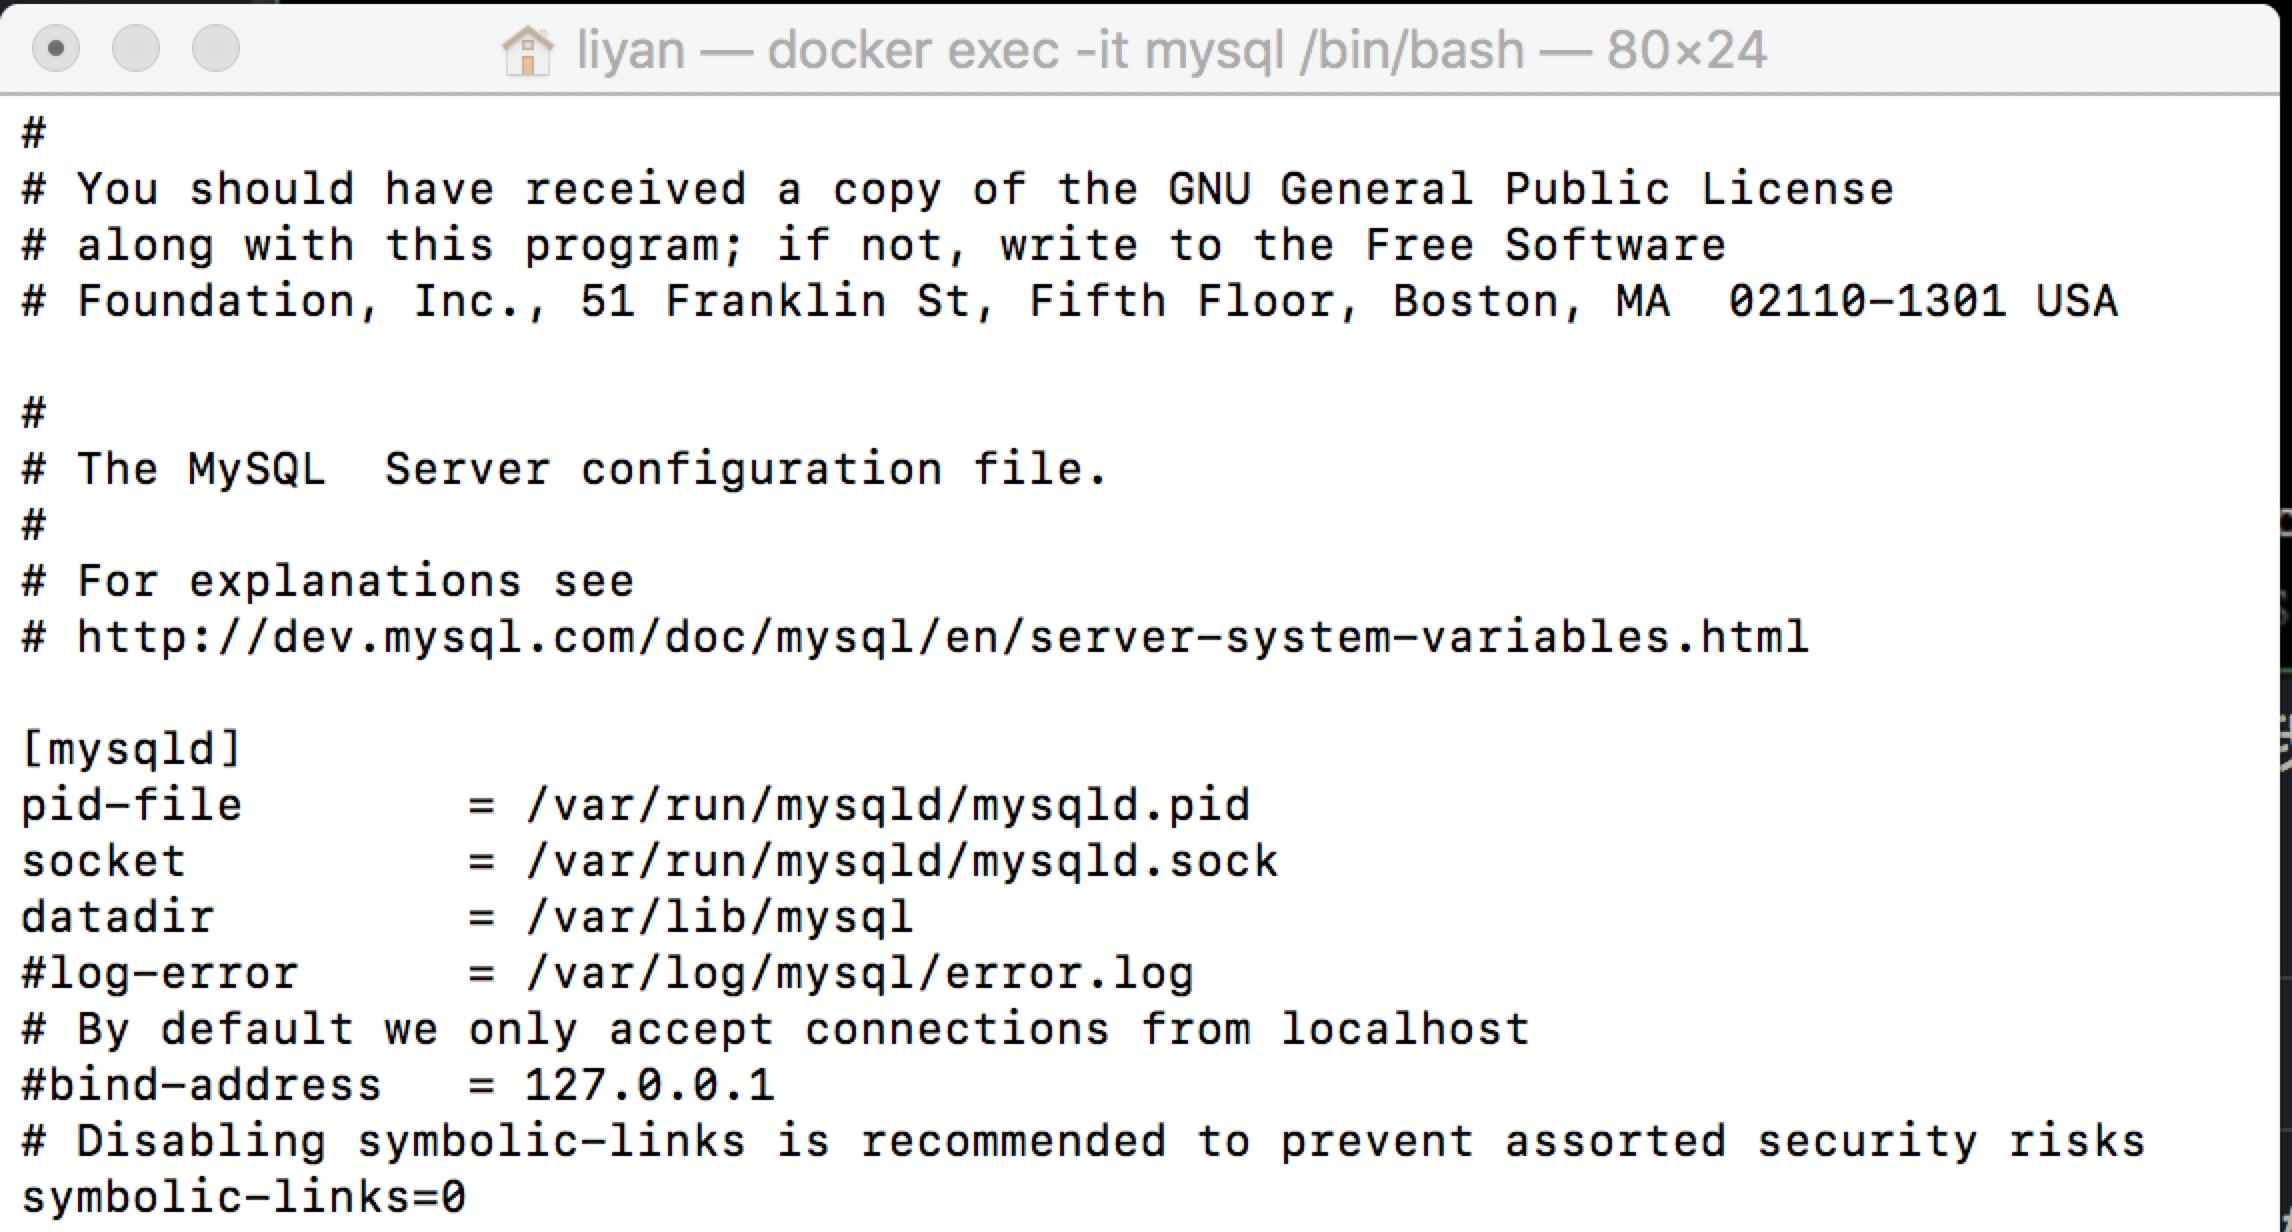 liyan — docker exec -it mysql /bin/bash — 80×24
#
# You should have received a copy of the GNU General Public License
# along with this program; if not, write to the Free Software
# Foundation, Inc., 51 Franklin St, Fifth Floor, Boston, MA  02110-1301 USA

#
# The MySQL  Server configuration file.
#
# For explanations see
# http://dev.mysql.com/doc/mysql/en/server-system-variables.html

[mysqld]
pid-file        = /var/run/mysqld/mysqld.pid
socket          = /var/run/mysqld/mysqld.sock
datadir         = /var/lib/mysql
#log-error      = /var/log/mysql/error.log
# By default we only accept connections from localhost
#bind-address   = 127.0.0.1
# Disabling symbolic-links is recommended to prevent assorted security risks
symbolic-links=0